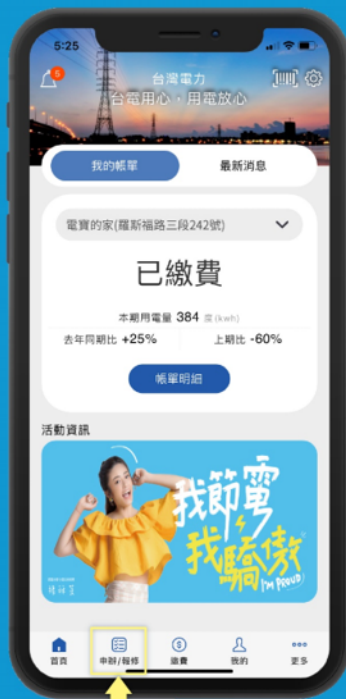 5:25
5
台灣電力
台電用心，用電放心
我的帳單
最新消息
電寶的家(羅斯福路三段242號)
已繳費
本期用電量 384 度(kwh)
去年同期比 +25%
上期比 -60%
帳單明細
活動資訊
我節電
我驕傲
I'm PROUD
首頁
申辦/報修
繳費
我的
更多